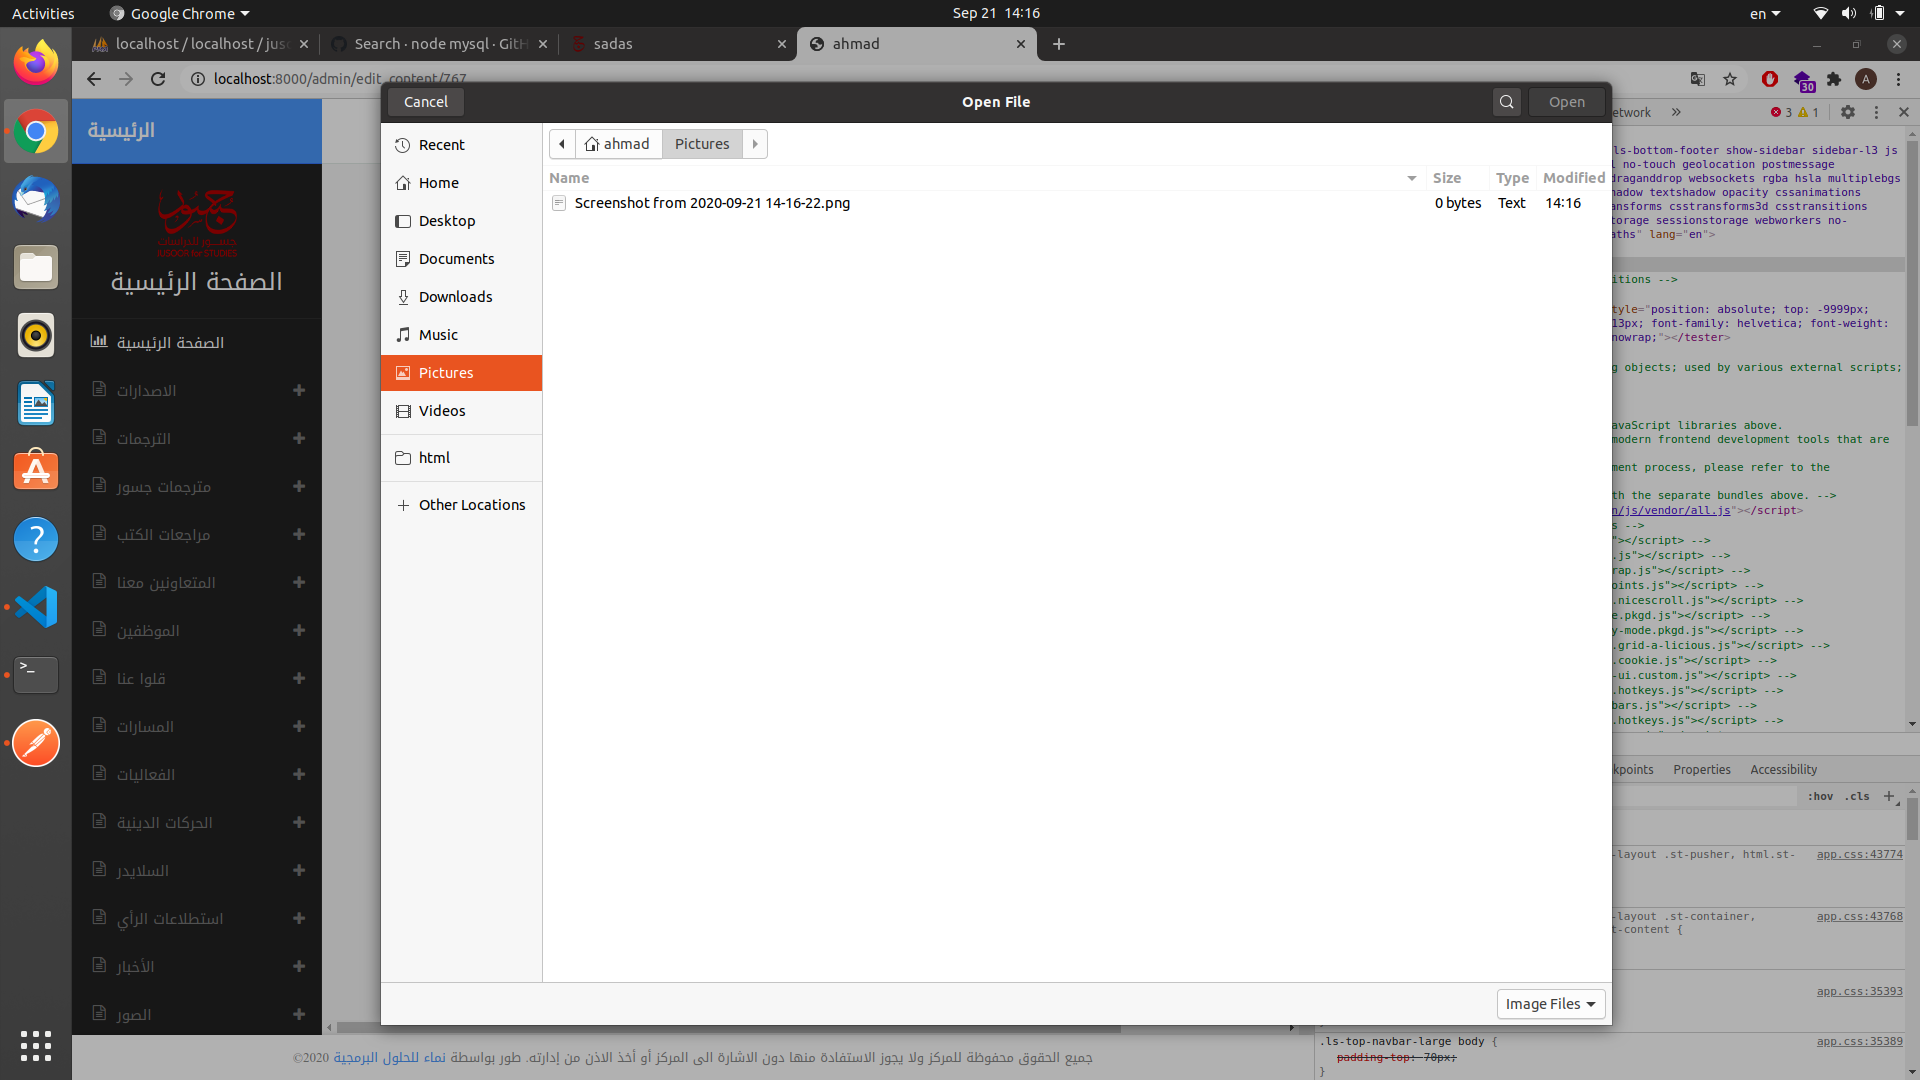 Activities
Google Chrome
Sep 21 14:16
en
localhost / localhost / jus
Search · node mysql · GitH
sadas
ahmad
localhost:8000/admin/edit_content/767
30
A
Cancel
Open File
Open
Recent
Home
Desktop
Documents
Downloads
Music
Pictures
Videos
html
Other Locations
ahmad
Pictures
Name
Size
Type
Modified
Screenshot from 2020-09-21 14-16-22.png
0 bytes
Text
14:16
Image Files
الرئيسية
جسور
جسور للدراسات
JUSOOR for STUDIES
الصفحة الرئيسية
الصفحة الرئيسية
الاصدارات
الترجمات
مترجمات جسور
مراجعات الكتب
المتعاونين معنا
الموظفين
قلوا عنا
المسارات
الفعاليات
الحركات الدينية
السلايدر
استطلاعات الرأي
الأخبار
الصور
جميع الحقوق محفوظة للمركز ولا يجوز الاستفادة منها دون الاشارة الى المركز أو أخذ الاذن من إدارته. طور بواسطة نماء للحلول البرمجية 2020©
etwork
3
1
ls-bottom-footer show-sidebar sidebar-l3 js
l no-touch geolocation postmessage
draganddrop websockets rgba hsla multiplebgs
hadow textshadow opacity cssanimations
ansforms csstransforms3d csstransitions
torage sessionstorage webworkers no-
aths" lang="en">
itions -->
tyle="position: absolute; top: -9999px;
13px; font-family: helvetica; font-weight:
nowrap;"></tester>
g objects; used by various external scripts;
avaScript libraries above.
modern frontend development tools that are
ment process, please refer to the
th the separate bundles above. -->
n/js/vendor/all.js"></script>
s -->
"></script> -->
.js"></script> -->
rap.js"></script> -->
oints.js"></script> -->
.nicescroll.js"></script> -->
e.pkgd.js"></script> -->
y-mode.pkgd.js"></script> -->
.grid-a-licious.js"></script> -->
.cookie.js"></script> -->
-ui.custom.js"></script> -->
.hotkeys.js"></script> -->
bars.js"></script> -->
.hotkeys.js"></script> -->
kpoints
Properties
Accessibility
:hov
.cls
-layout .st-pusher, html.st-
app.css:43774
-layout .st-container,
app.css:43768
t-content {
app.css:35393
.ls-top-navbar-large body {
app.css:35389
padding-top: 70px;
}